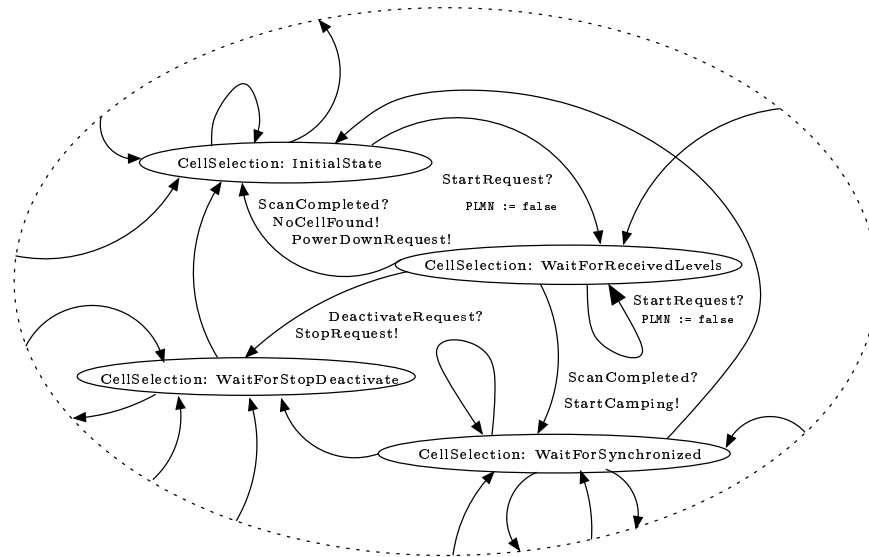 CellSelection: InitialState
StartRequest?
PLMN := false
ScanCompleted?
NoCellFound!
PowerDownRequest!
CellSelection: WaitForReceivedLevels
StartRequest?
PLMN := false
DeactivateRequest?
StopRequest!
CellSelection: WaitForStopDeactivate
ScanCompleted?
StartCamping!
CellSelection: WaitForSynchronized